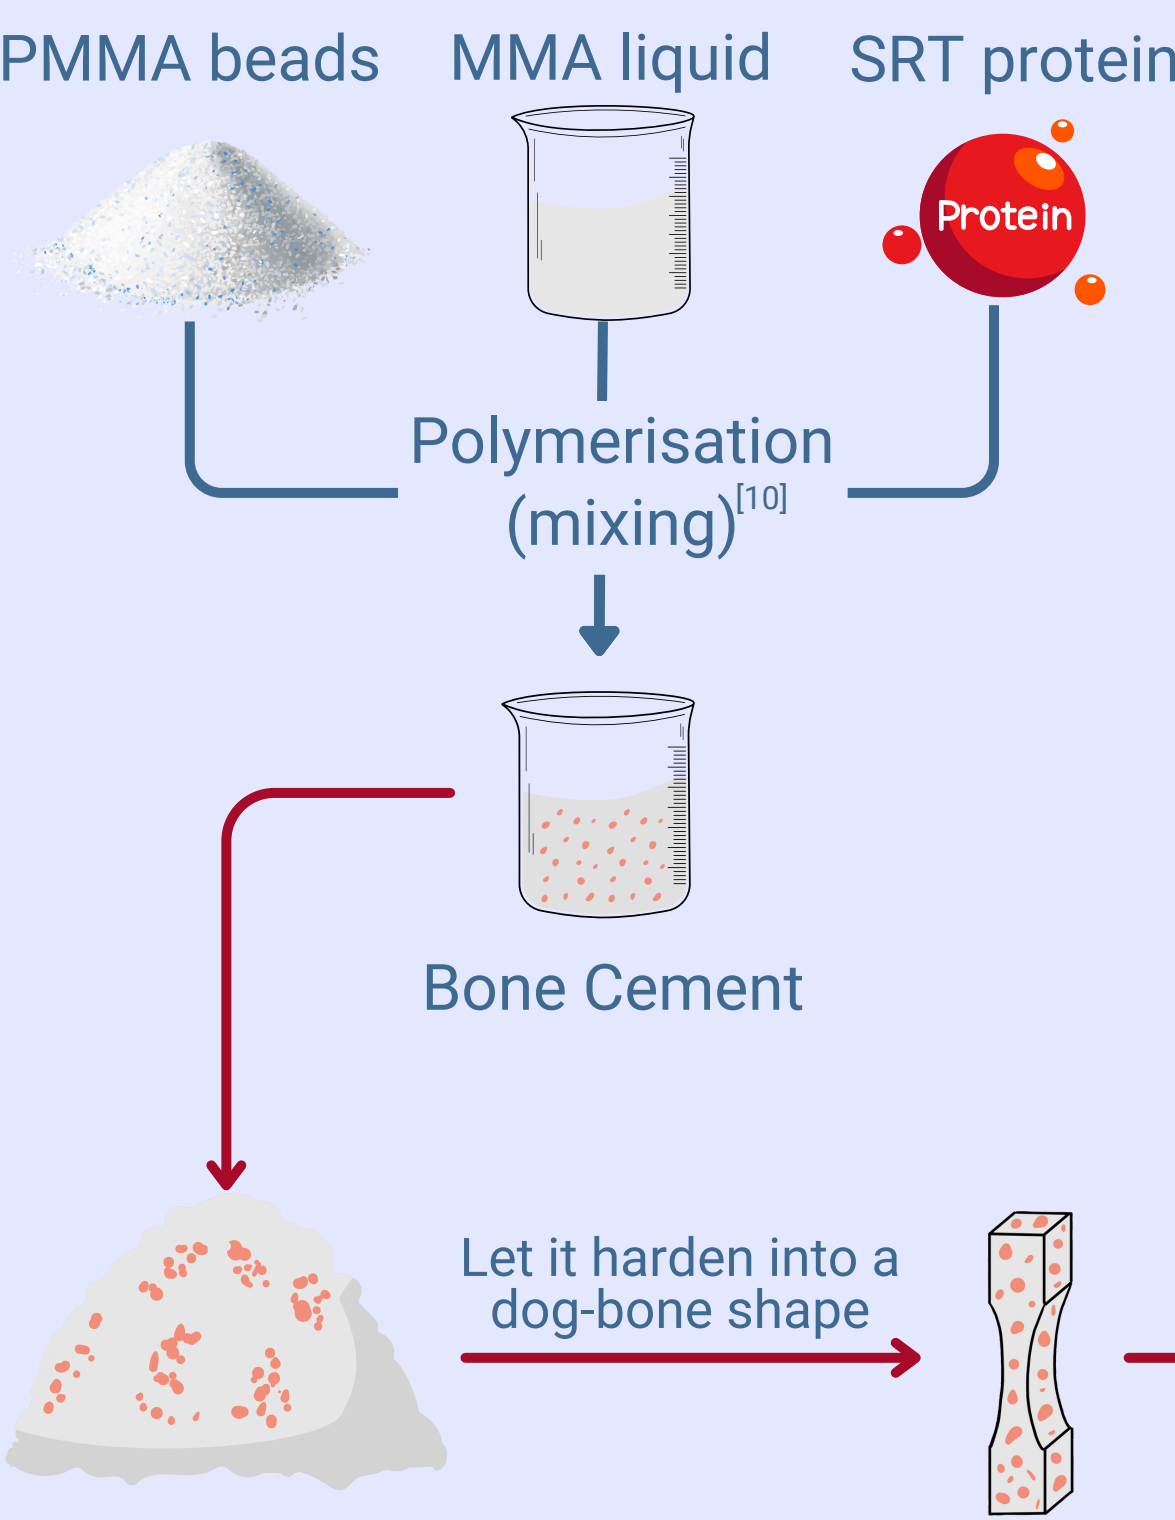 PMMA beads
MMA liquid
SRT protein
Protein
Polymerisation
(mixing)[10]
Bone Cement
Let it harden into a
dog-bone shape